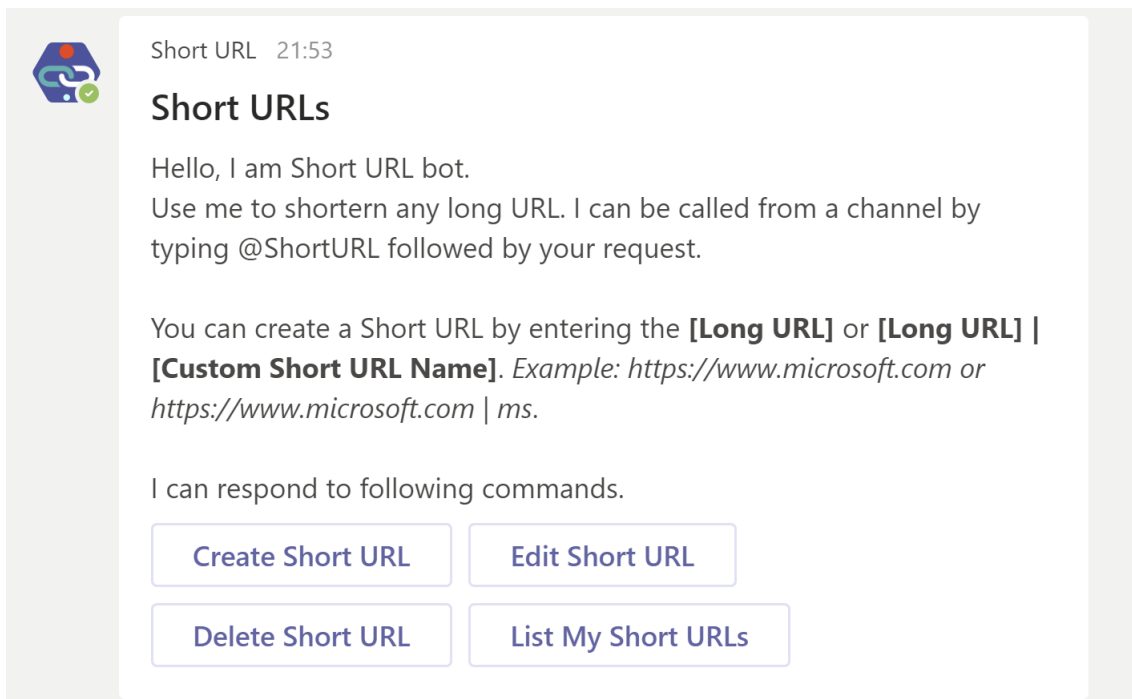 Short URL 21:53
Short URLs
Hello, I am Short URL bot.
Use me to shortern any long URL. I can be called from a channel by
typing @ShortURL followed by your request.
You can create a Short URL by entering the [Long URL] or [Long URL] |
[Custom Short URL Name]. Example: https://www.microsoft.com or
https://www.microsoft.com | ms.
I can respond to following commands.
Create Short URL Edit Short URL
Delete Short URL List My Short URLs